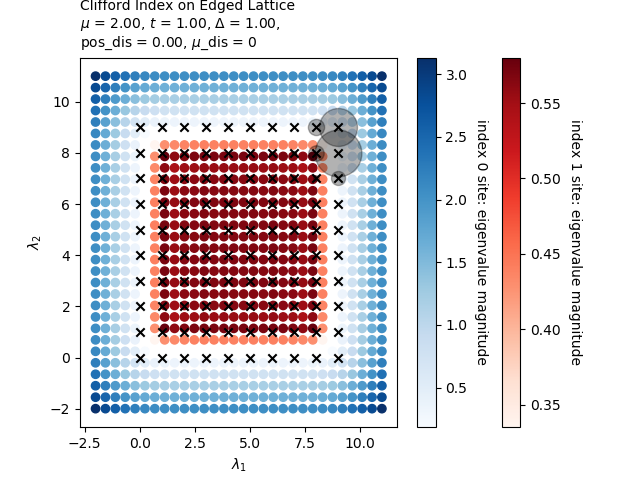 Clifford Index on Edged Lattice
μ = 2.00, t = 1.00, Δ = 1.00,
pos_dis = 0.00, μ_dis = 0
10
8
6
4
2
0
−2
λ₂
−2.5 0.0 2.5 5.0 7.5 10.0
λ₁
3.0
2.5
2.0
1.5
1.0
0.5
index 0 site: eigenvalue magnitude
0.55
0.50
0.45
0.40
0.35
index 1 site: eigenvalue magnitude